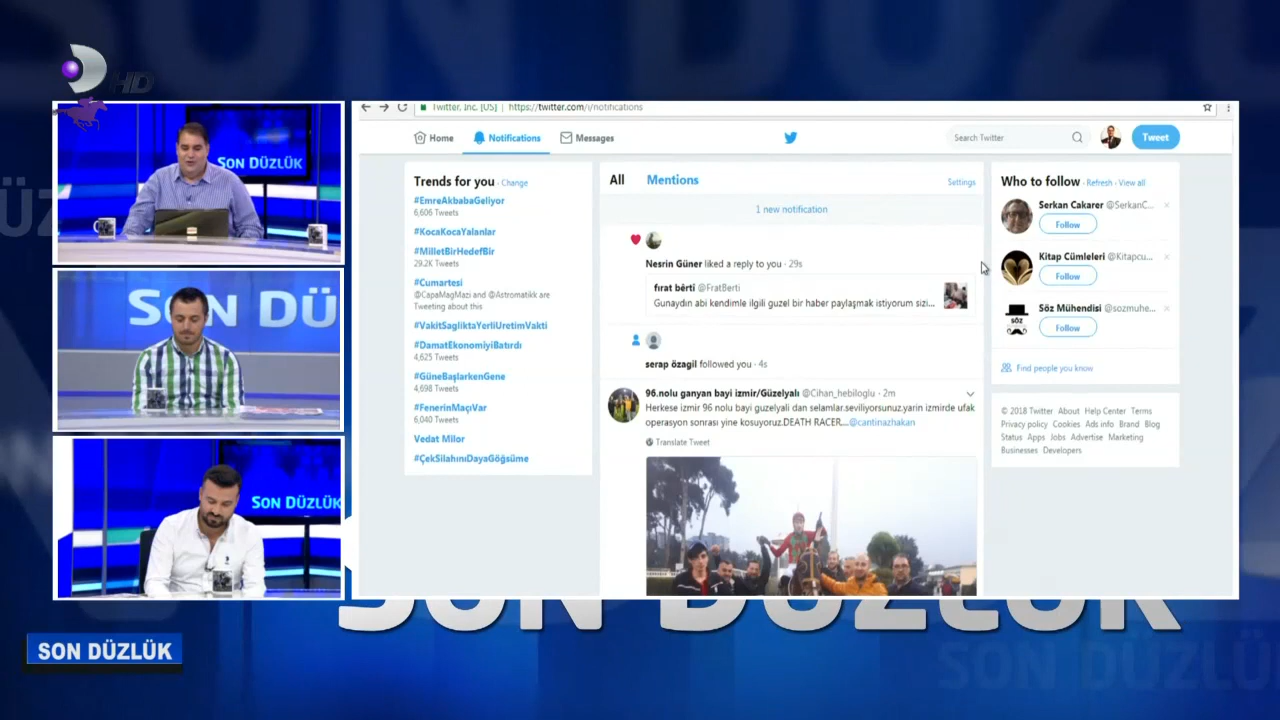 HD
SON DÜZLÜK
SON DÜ
SON DÜZLÜK
SON DÜZLÜK
SON DÜZLÜK
Twitter, Inc. [US] | https://twitter.com/i/notifications
Home
Notifications
Messages
Search Twitter
Tweet
Trends for you · Change
#EmreAkbabaGeliyor
6,606 Tweets
#KocaKocaYalanlar
#MilletBirHedefBir
29.2K Tweets
#Cumartesi
@CapaMagMazi and @Astromatikk are
Tweeting about this
#VakitSagliktaYerliUretimVakti
#DamatEkonomiyiBatırdı
4,625 Tweets
#GüneBaşlarkenGene
4,698 Tweets
#FenerinMaçıVar
6,040 Tweets
Vedat Milor
#ÇekSilahınıDayaGöğsüme
All
Mentions
Settings
1 new notification
Nesrin Güner liked a reply to you · 29s
fırat bêrtî @FratBerti
Gunaydın abi kendimle ilgili guzel bir haber paylaşmak istiyorum sizi...
serap özagil followed you · 4s
96.nolu ganyan bayi izmir/Güzelyalı @Cihan_hebiloglu · 2m
Herkese izmir 96 nolu bayi guzelyali dan selamlar.seviliyorsunuz.yarin izmirde ufak
operasyon sonrası yine kosuyoruz.DEATH RACER....@cantinazhakan
Translate Tweet
Who to follow · Refresh · View all
Serkan Cakarer @SerkanC...
Follow
Kitap Cümleleri @Kitapcu...
Follow
Söz Mühendisi @sozmuhe...
söz
Follow
Find people you know
© 2018 Twitter About Help Center Terms
Privacy policy Cookies Ads info Brand Blog
Status Apps Jobs Advertise Marketing
Businesses Developers
SON DÜZLÜK